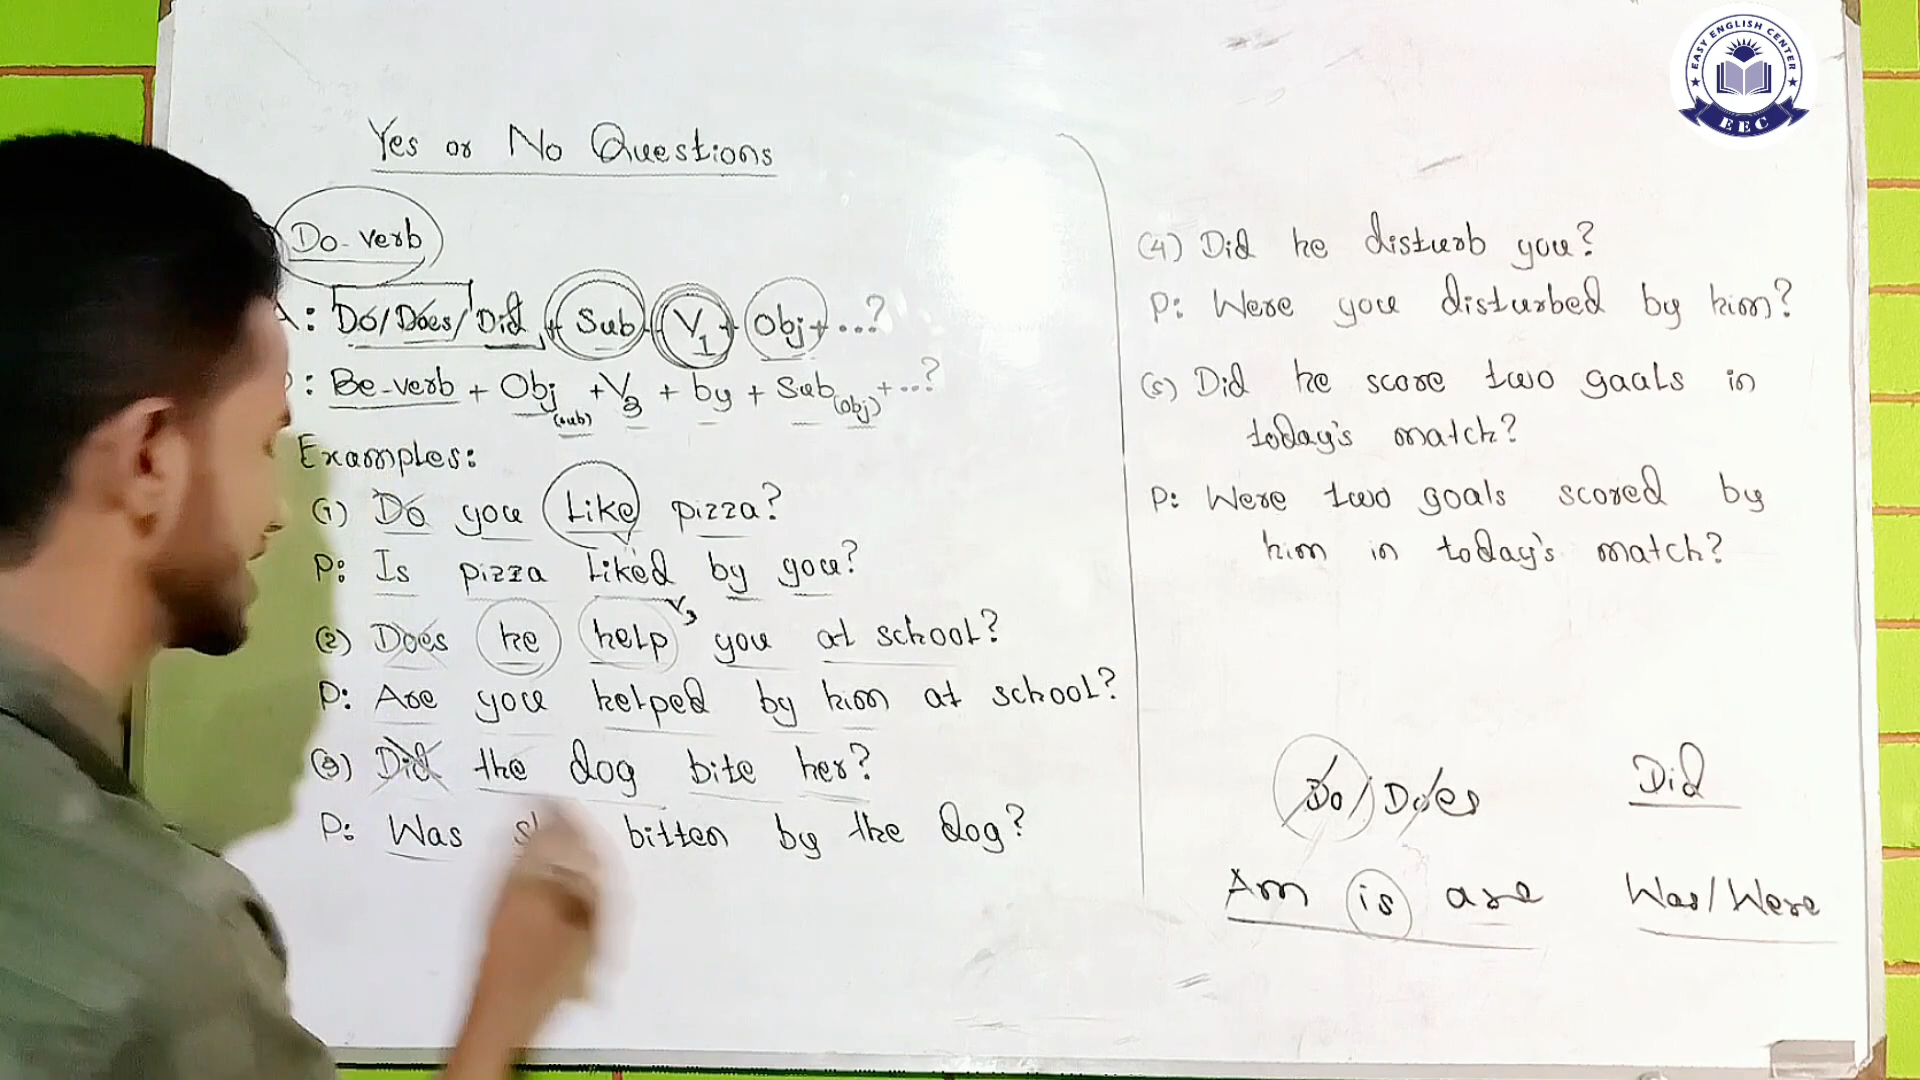 Yes or No Questions
Do-verb
: Do/Does/Did + Sub + V1 + Obj + ...?
: Be-verb + Obj(sub) + V3 + by + Sub(obj) + ...?
Examples:
(1) Do you like pizza?
P: Is pizza liked by you?
(2) Does he help V3 you at school?
P: Are you helped by him at school?
(3) Did the dog bite her?
P: Was bitten by the dog?
(4) Did he disturb you?
P: Were you disturbed by him?
(5) Did he score two goals in
today's match?
P: Were two goals scored by
him in today's match?
Do/Does Did
Am is are Was/Were
EASY ENGLISH CENTER
EEC